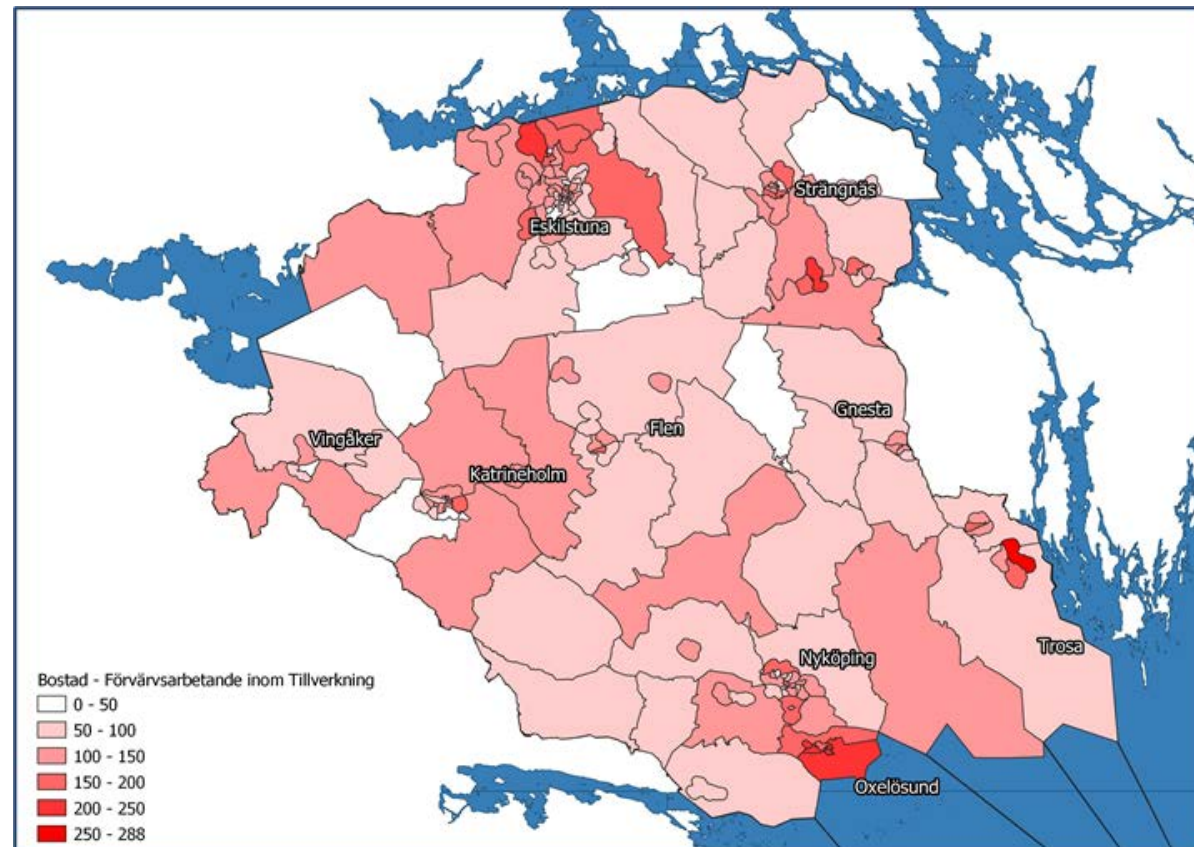 Strängnäs
Eskilstuna
Gnesta
Flen
Vingåker
Katrineholm
Trosa
Nyköping
Oxelösund
Bostad - Förvärvsarbetande inom Tillverkning
0 - 50
50 - 100
100 - 150
150 - 200
200 - 250
250 - 288